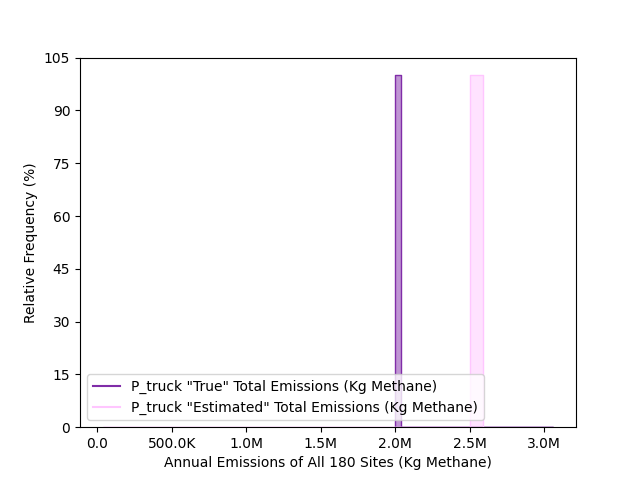 105
90
75
60
45
30
15
0
Relative Frequency (%)
P_truck "True" Total Emissions (Kg Methane)
P_truck "Estimated" Total Emissions (Kg Methane)
0.0 500.0K 1.0M 1.5M 2.0M 2.5M 3.0M
Annual Emissions of All 180 Sites (Kg Methane)